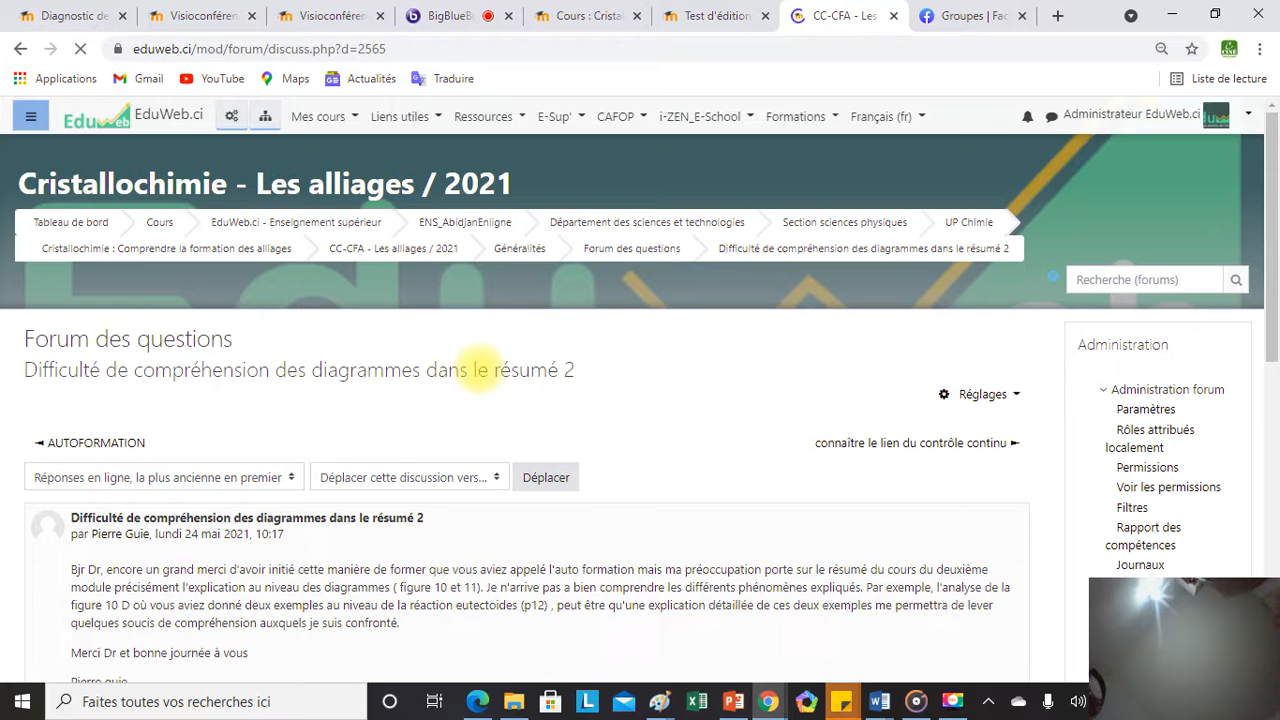 Diagnostic de
Visioconféren
Visioconféren
BigBlueBu
Cours : Cristal
Test d'édition
CC-CFA - Les
Groupes | Fac
eduweb.ci/mod/forum/discuss.php?d=2565
Applications
Gmail
YouTube
Maps
Actualités
Traduire
Liste de lecture
EduWeb
EduWeb.ci
Mes cours
Liens utiles
Ressources
E-Sup'
CAFOP
i-ZEN_E-School
Formations
Français (fr)
Administrateur EduWeb.ci
Cristallochimie - Les alliages / 2021
Tableau de bord
Cours
EduWeb.ci - Enseignement supérieur
ENS_AbidjanEnligne
Département des sciences et technologies
Section sciences physiques
UP Chimie
Cristallochimie : Comprendre la formation des alliages
CC-CFA - Les alliages / 2021
Généralités
Forum des questions
Difficulté de compréhension des diagrammes dans le résumé 2
Recherche (forums)
Forum des questions
Difficulté de compréhension des diagrammes dans le résumé 2
Réglages
◄ AUTOFORMATION
connaître le lien du contrôle continu ►
Réponses en ligne, la plus ancienne en premier
Déplacer cette discussion vers...
Déplacer
Difficulté de compréhension des diagrammes dans le résumé 2
par Pierre Guie, lundi 24 mai 2021, 10:17
Bjr Dr, encore un grand merci d'avoir initié cette manière de former que vous aviez appelé l'auto formation mais ma préoccupation porte sur le résumé du cours du deuxième
module précisément l'explication au niveau des diagrammes ( figure 10 et 11). Je n'arrive pas a bien comprendre les différents phénomènes expliqués. Par exemple, l'analyse de la
figure 10 D où vous aviez donné deux exemples au niveau de la réaction eutectoides (p12) , peut être qu'une explication détaillée de ces deux exemples me permettra de lever
quelques soucis de compréhension auxquels je suis confronté.
Merci Dr et bonne journée à vous
Pierre guie
Administration
Administration forum
Paramètres
Rôles attribués
localement
Permissions
Voir les permissions
Filtres
Rapport des
compétences
Journaux
Faites toutes vos recherches ici